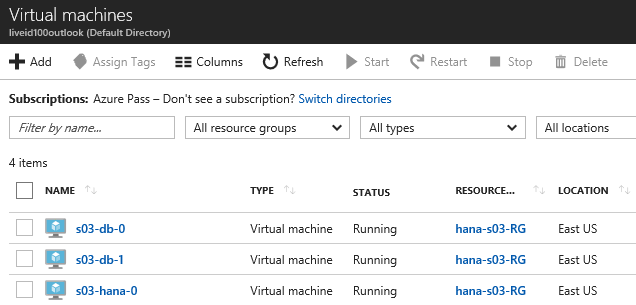 Virtual machines
liveid100outlook (Default Directory)
Add Assign Tags Columns Refresh Start Restart Stop Delete
Subscriptions: Azure Pass – Don't see a subscription? Switch directories
Filter by name... All resource groups All types All locations
4 items
NAME TYPE STATUS RESOURCE... LOCATION
s03-db-0 Virtual machine Running hana-s03-RG East US
s03-db-1 Virtual machine Running hana-s03-RG East US
s03-hana-0 Virtual machine Running hana-s03-RG East US